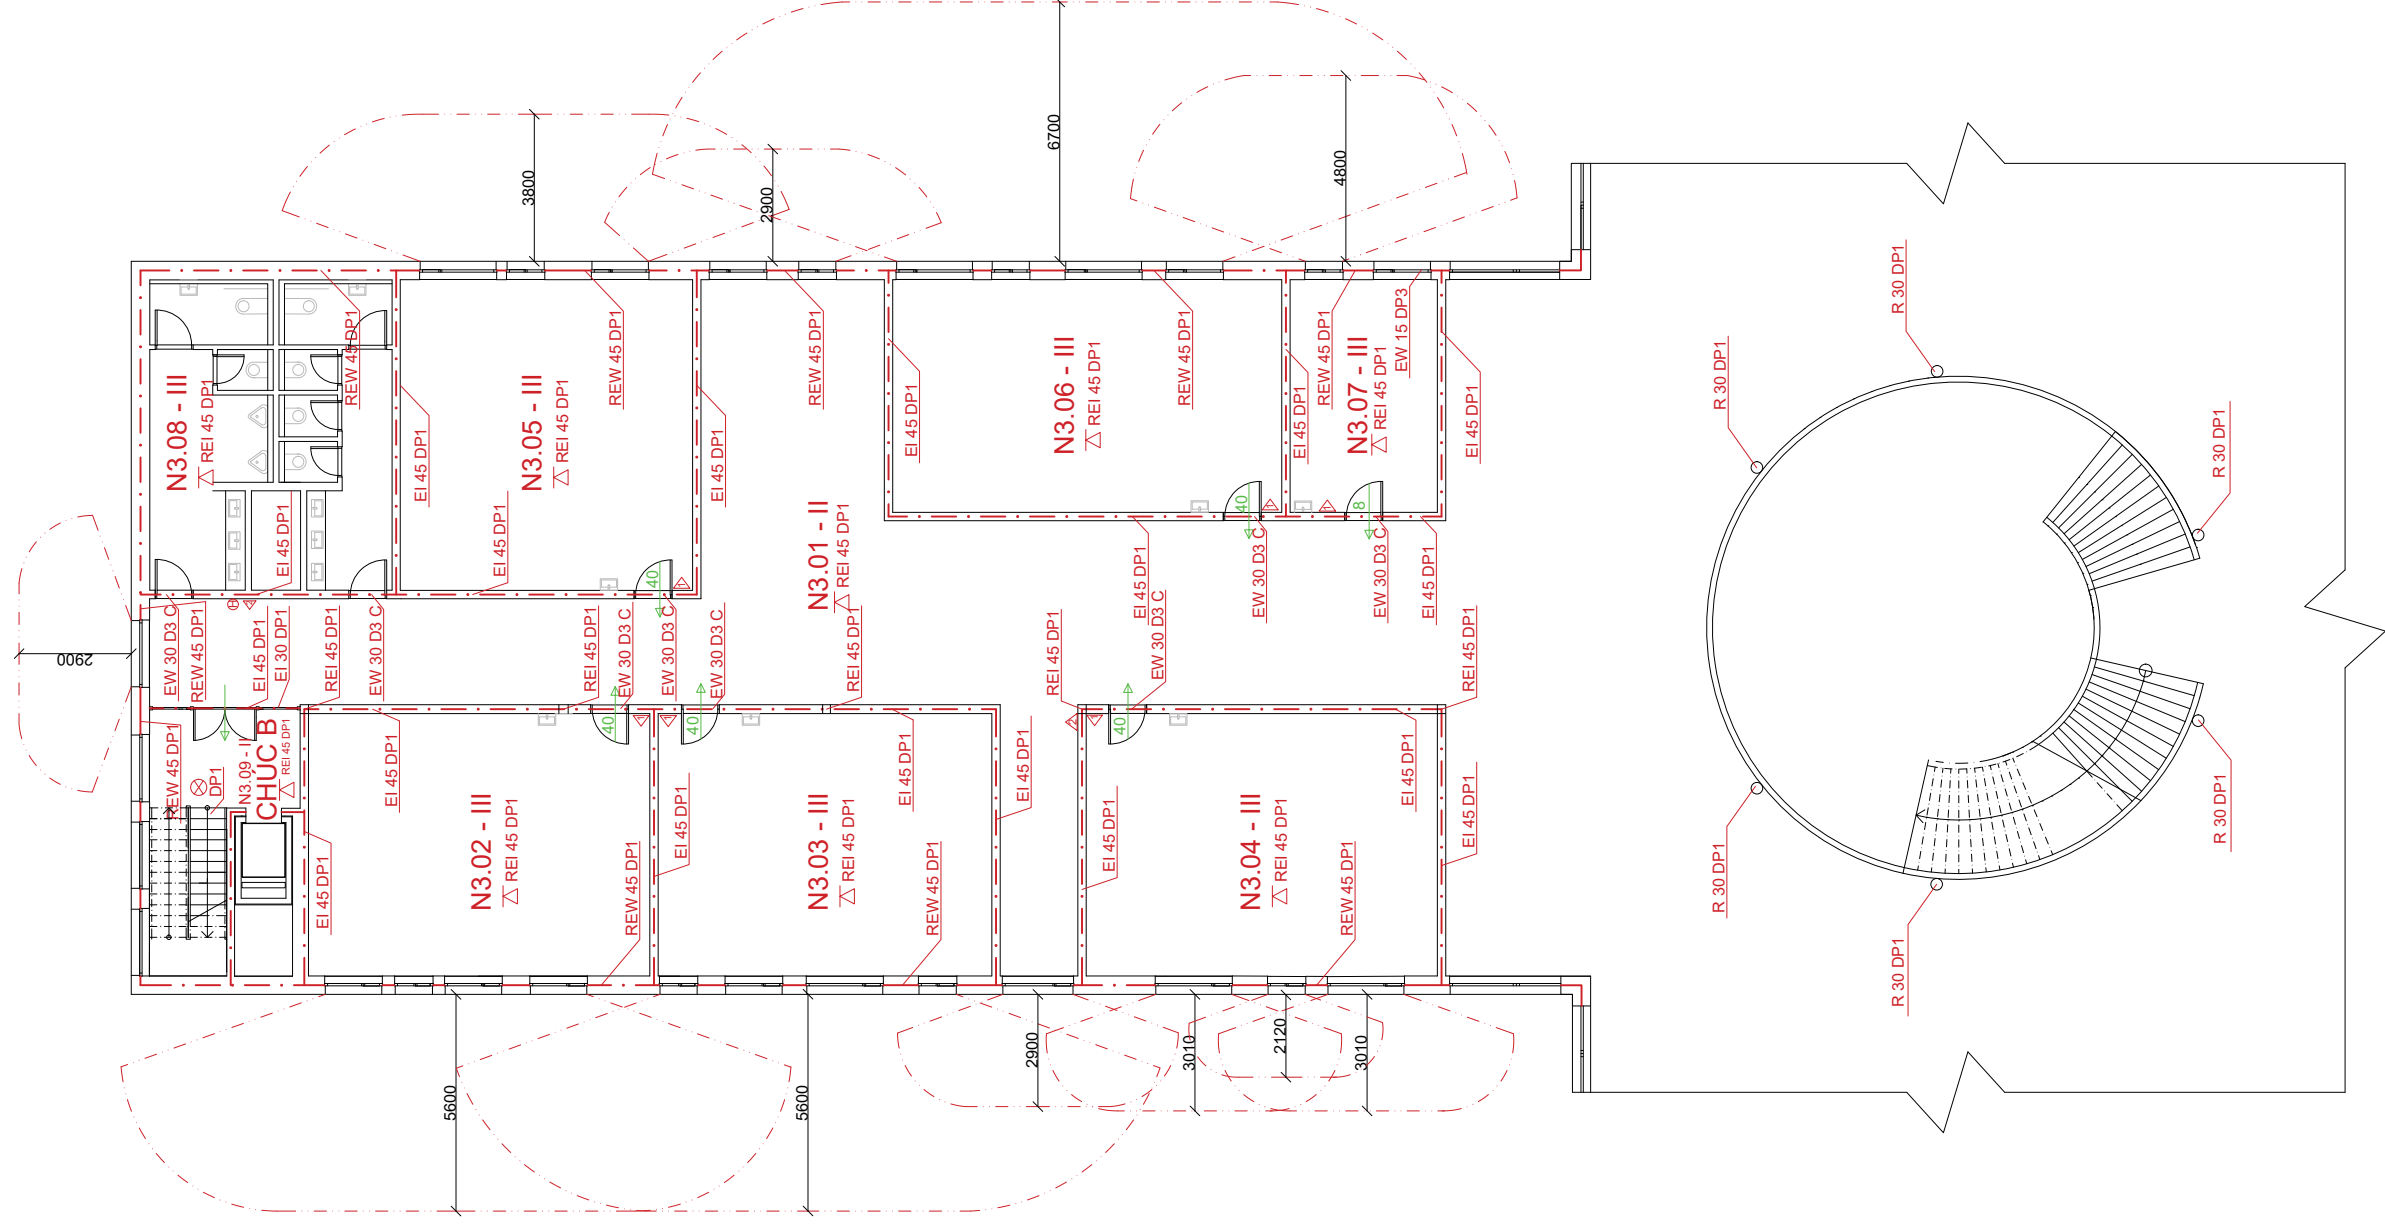 6700
4800
3800
2900
R 30 DP1
R 30 DP1
R 30 DP1
R 30 DP1
R 30 DP1
R 30 DP1
R 30 DP1
N3.08 - III
REI 45 DP1
REW 45 DP1
EI 45 DP1
N3.05 - III
REI 45 DP1
REW 45 DP1
EI 45 DP1
EI 45 DP1
EI 45 DP1
REW 45 DP1
N3.01 - II
REI 45 DP1
EI 45 DP1
N3.06 - III
REI 45 DP1
REW 45 DP1
EI 45 DP1
REW 45 DP1
N3.07 - III
REI 45 DP1
EW 15 DP3
EI 45 DP1
40
40
8
EI 45 DP1
EW 30 D3 C
EW 30 D3 C
EI 45 DP1
2900
EW 30 D3 C
REW 45 DP1
EI 45 DP1
EI 30 DP1
REI 45 DP1
EW 30 D3 C
REI 45 DP1
EW 30 D3 C
EW 30 D3 C
EW 30 D3 C
REI 45 DP1
REI 45 DP1
EW 30 D3 C
REI 45 DP1
REW 45 DP1
DP1
N3.09 - II
CHÚC B
REI 45 DP1
EI 45 DP1
EI 45 DP1
N3.02 - III
REI 45 DP1
REW 45 DP1
40
40
EI 45 DP1
N3.03 - III
REI 45 DP1
EI 45 DP1
REW 45 DP1
EI 45 DP1
40
EI 45 DP1
N3.04 - III
REI 45 DP1
REW 45 DP1
EI 45 DP1
EI 45 DP1
5600
5600
2900
3010
2120
3010